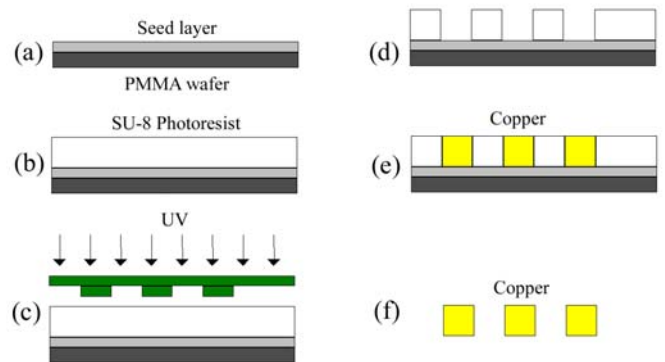 Seed layer
(a)
PMMA wafer
SU-8 Photoresist
(b)
UV
(c)
(d)
Copper
(e)
Copper
(f)